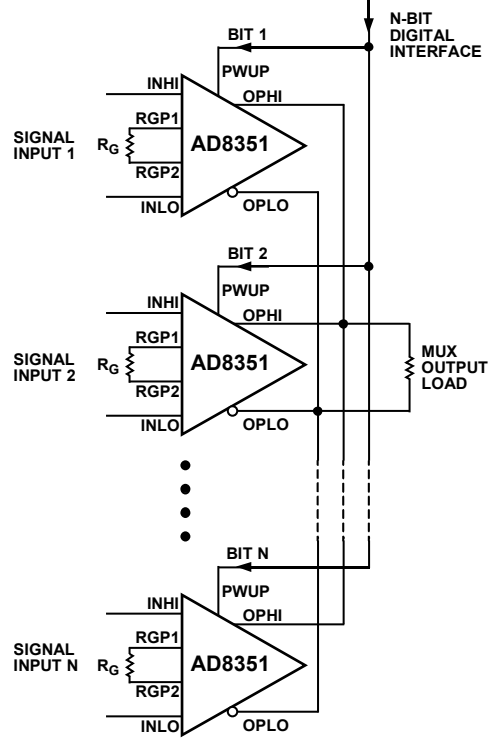 N-BIT
DIGITAL
INTERFACE
BIT 1
PWUP
INHI
OPHI
RGP1
SIGNAL
INPUT 1
RG
AD8351
RGP2
INLO
OPLO
BIT 2
PWUP
INHI
OPHI
RGP1
SIGNAL
INPUT 2
RG
AD8351
RGP2
INLO
OPLO
MUX
OUTPUT
LOAD
BIT N
PWUP
INHI
OPHI
RGP1
SIGNAL
INPUT N
RG
AD8351
RGP2
INLO
OPLO